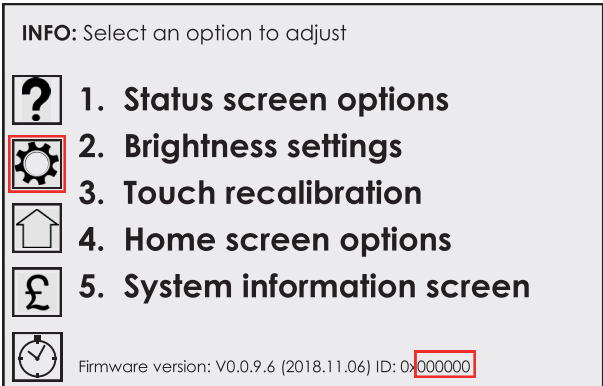 INFO: Select an option to adjust
?
1. Status screen options
2. Brightness settings
3. Touch recalibration
4. Home screen options
£
5. System information screen
Firmware version: V0.0.9.6 (2018.11.06) ID: 0x000000